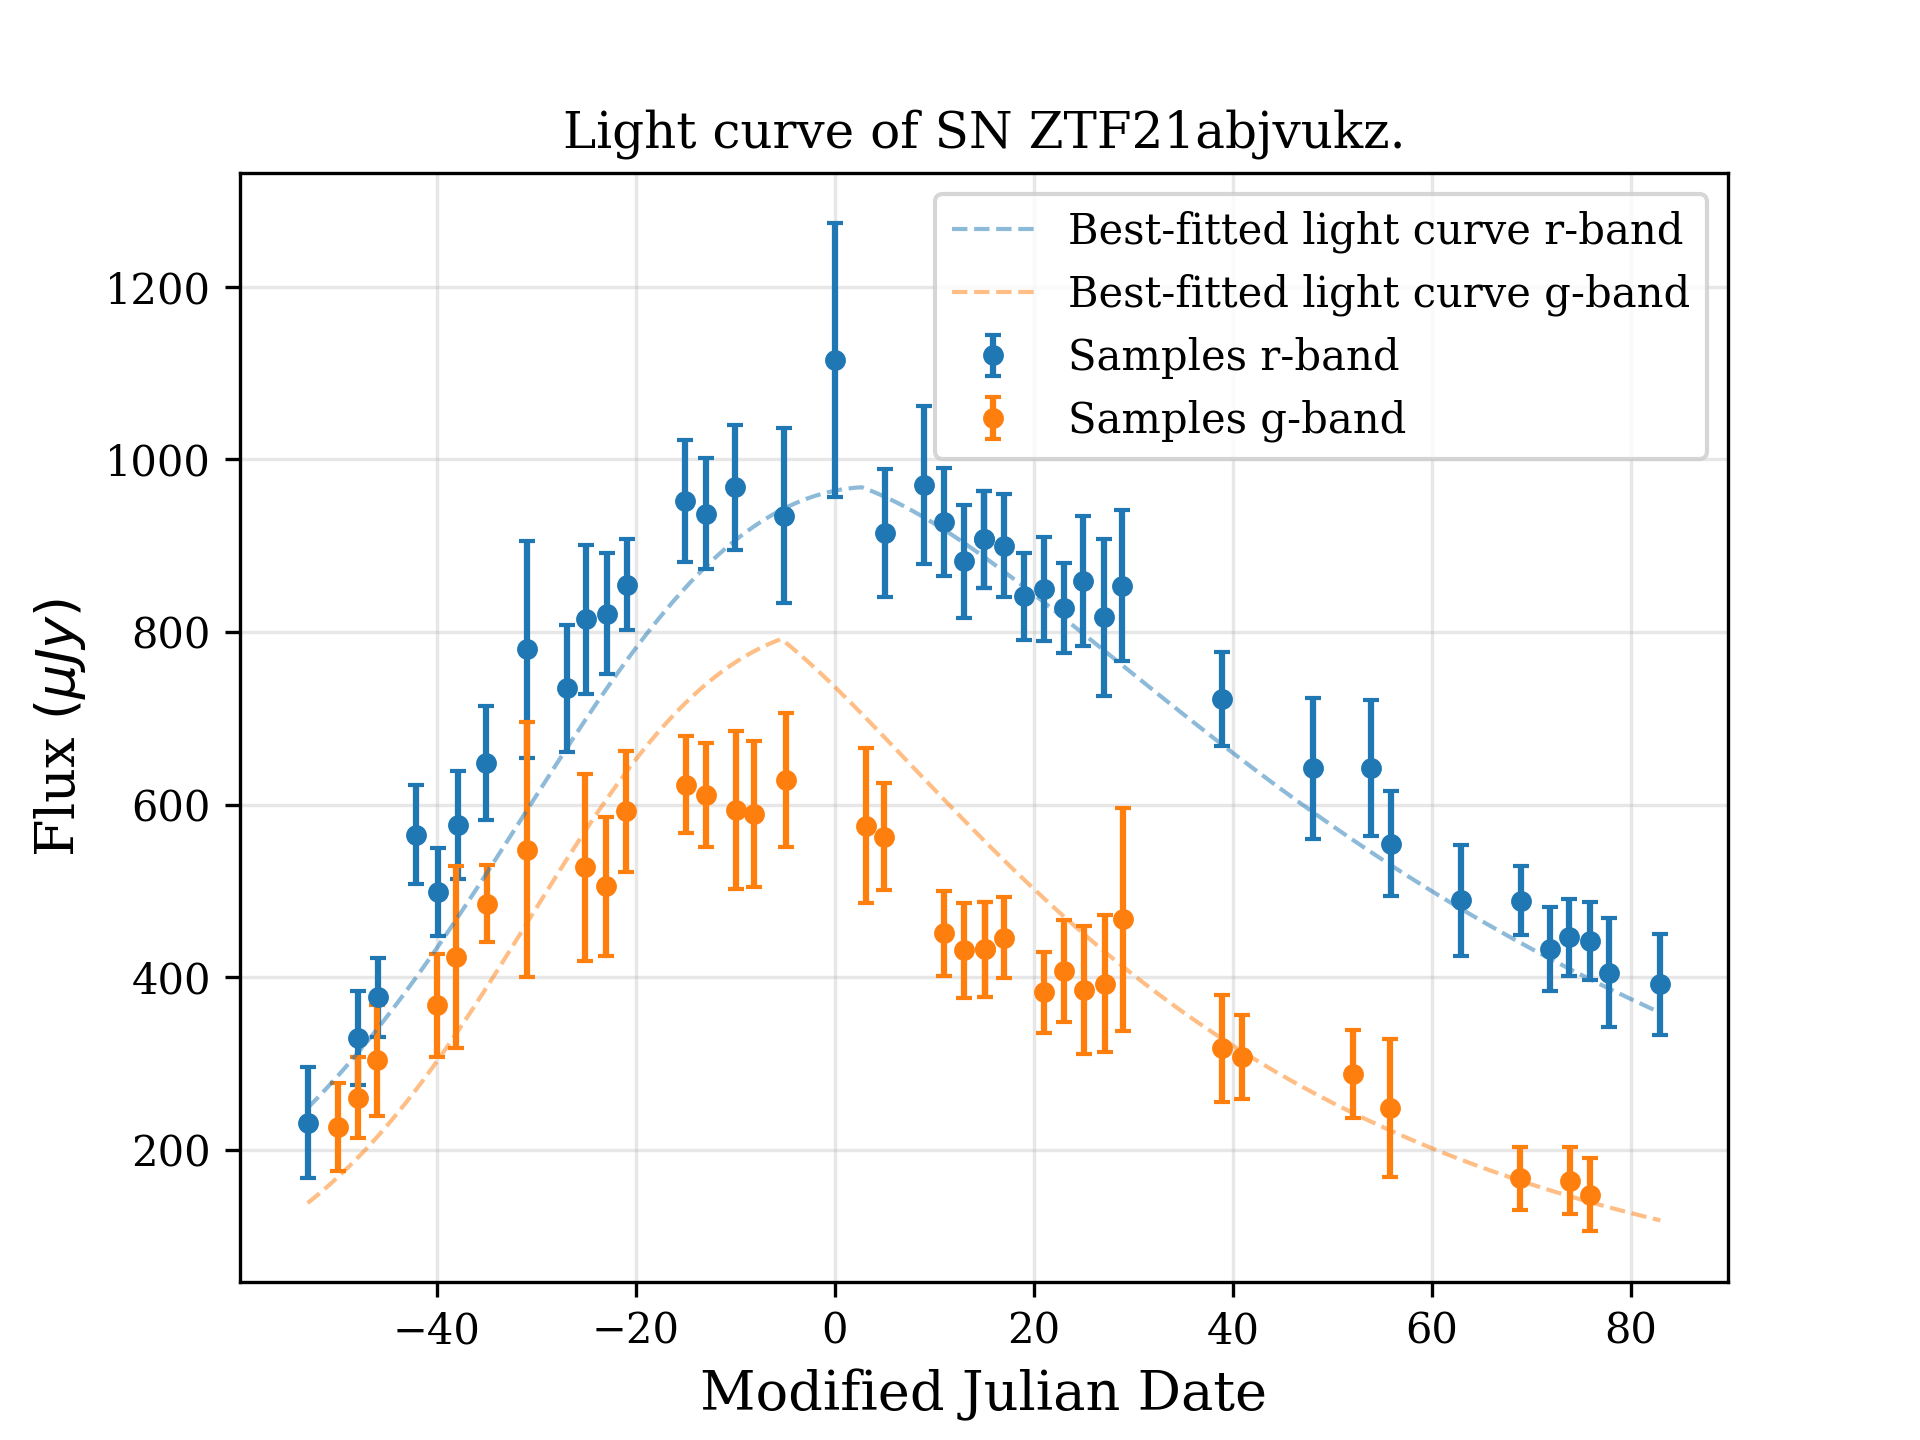 Light curve of SN ZTF21abjvukz.
Best-fitted light curve r-band
Best-fitted light curve g-band
Samples r-band
Samples g-band
1200
1000
800
600
400
200
Flux (μJy)
−40 −20 0 20 40 60 80
Modified Julian Date